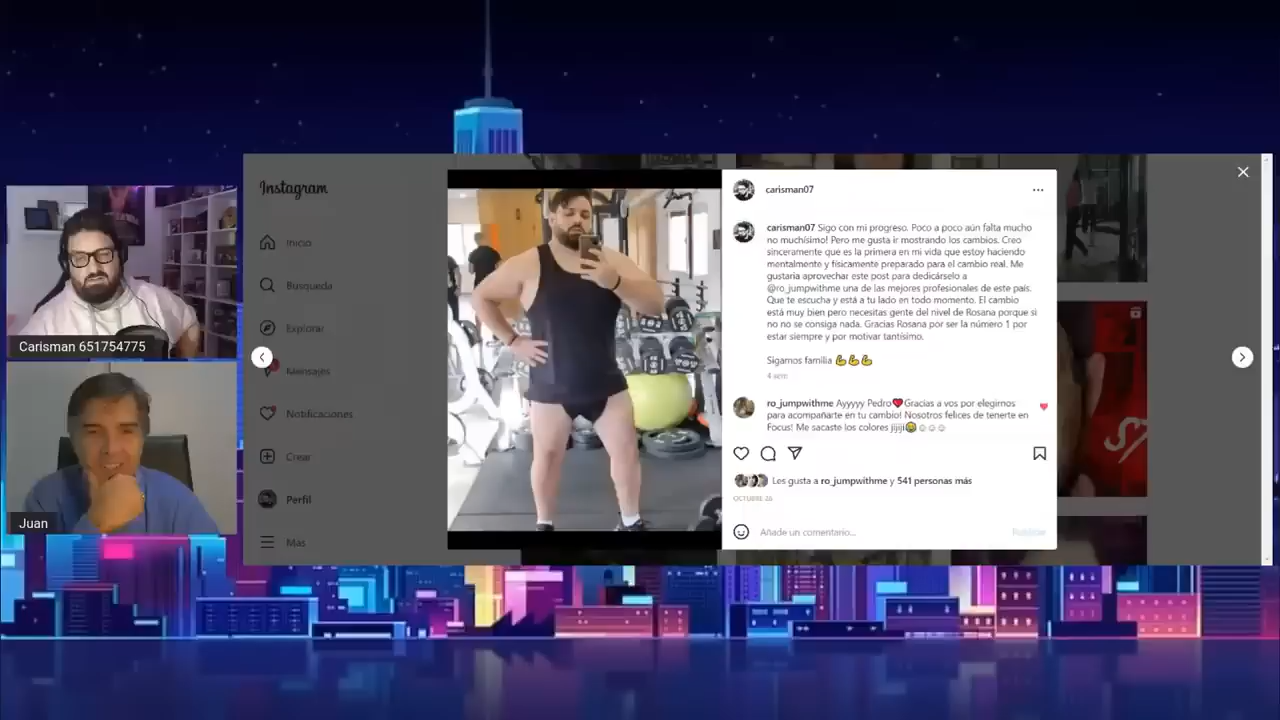 Instagram
Inicio
Busqueda
Explorar
Mensajes
Notificaciones
Crear
Perfil
Más
Carisman 651754775
Juan
carisman07
carisman07 Sigo con mi progreso. Poco a poco aún falta mucho
no muchísimo! Pero me gusta ir mostrando los cambios. Creo
sinceramente que es la primera en mi vida que estoy haciendo
mentalmente y físicamente preparado para el cambio real. Me
gustaria aprovechar este post para dedicárselo a
@ro_jumpwithme una de las mejores profesionales de este país.
Que te escucha y está a tu lado en todo momento. El cambio
está muy bien pero necesitas gente del nivel de Rosana porque si
no no se consiga nada. Gracias Rosana por ser la número 1 por
estar siempre y por motivar tantísimo.
Sigamos familia 💪💪💪
4 sem
ro_jumpwithme Ayyyyy Pedro❤️Gracias a vos por elegirnos
para acompañarte en tu cambio! Nosotros felices de tenerte en
Focus! Me sacaste los colores jijiji
Les gusta a ro_jumpwithme y 541 personas más
OCTUBRE 26
Añade un comentario...
Publicar